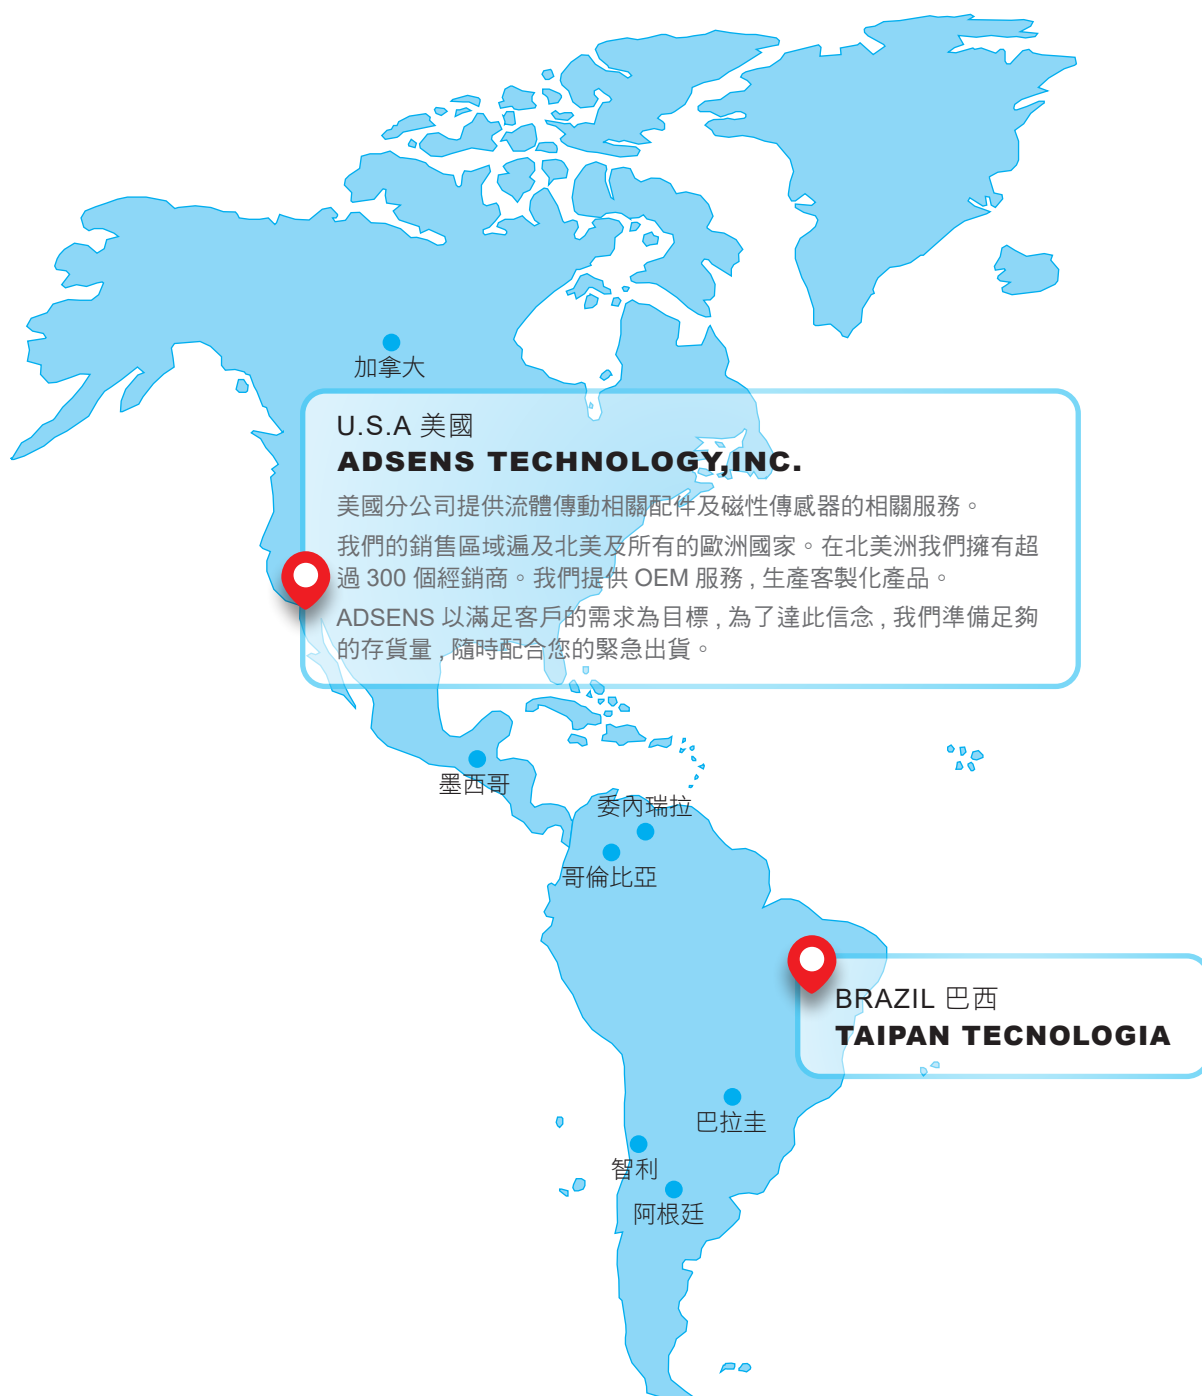 加拿大
U.S.A 美國
ADSENS TECHNOLOGY,INC.
美國分公司提供流體傳動相關配件及磁性傳感器的相關服務。
我們的銷售區域遍及北美及所有的歐洲國家。在北美洲我們擁有超
過 300 個經銷商。我們提供 OEM 服務 , 生產客製化產品。
ADSENS 以滿足客戶的需求為目標 , 為了達此信念 , 我們準備足夠
的存貨量 , 隨時配合您的緊急出貨。
墨西哥
委內瑞拉
哥倫比亞
BRAZIL 巴西
TAIPAN TECNOLOGIA
巴拉圭
智利
阿根廷